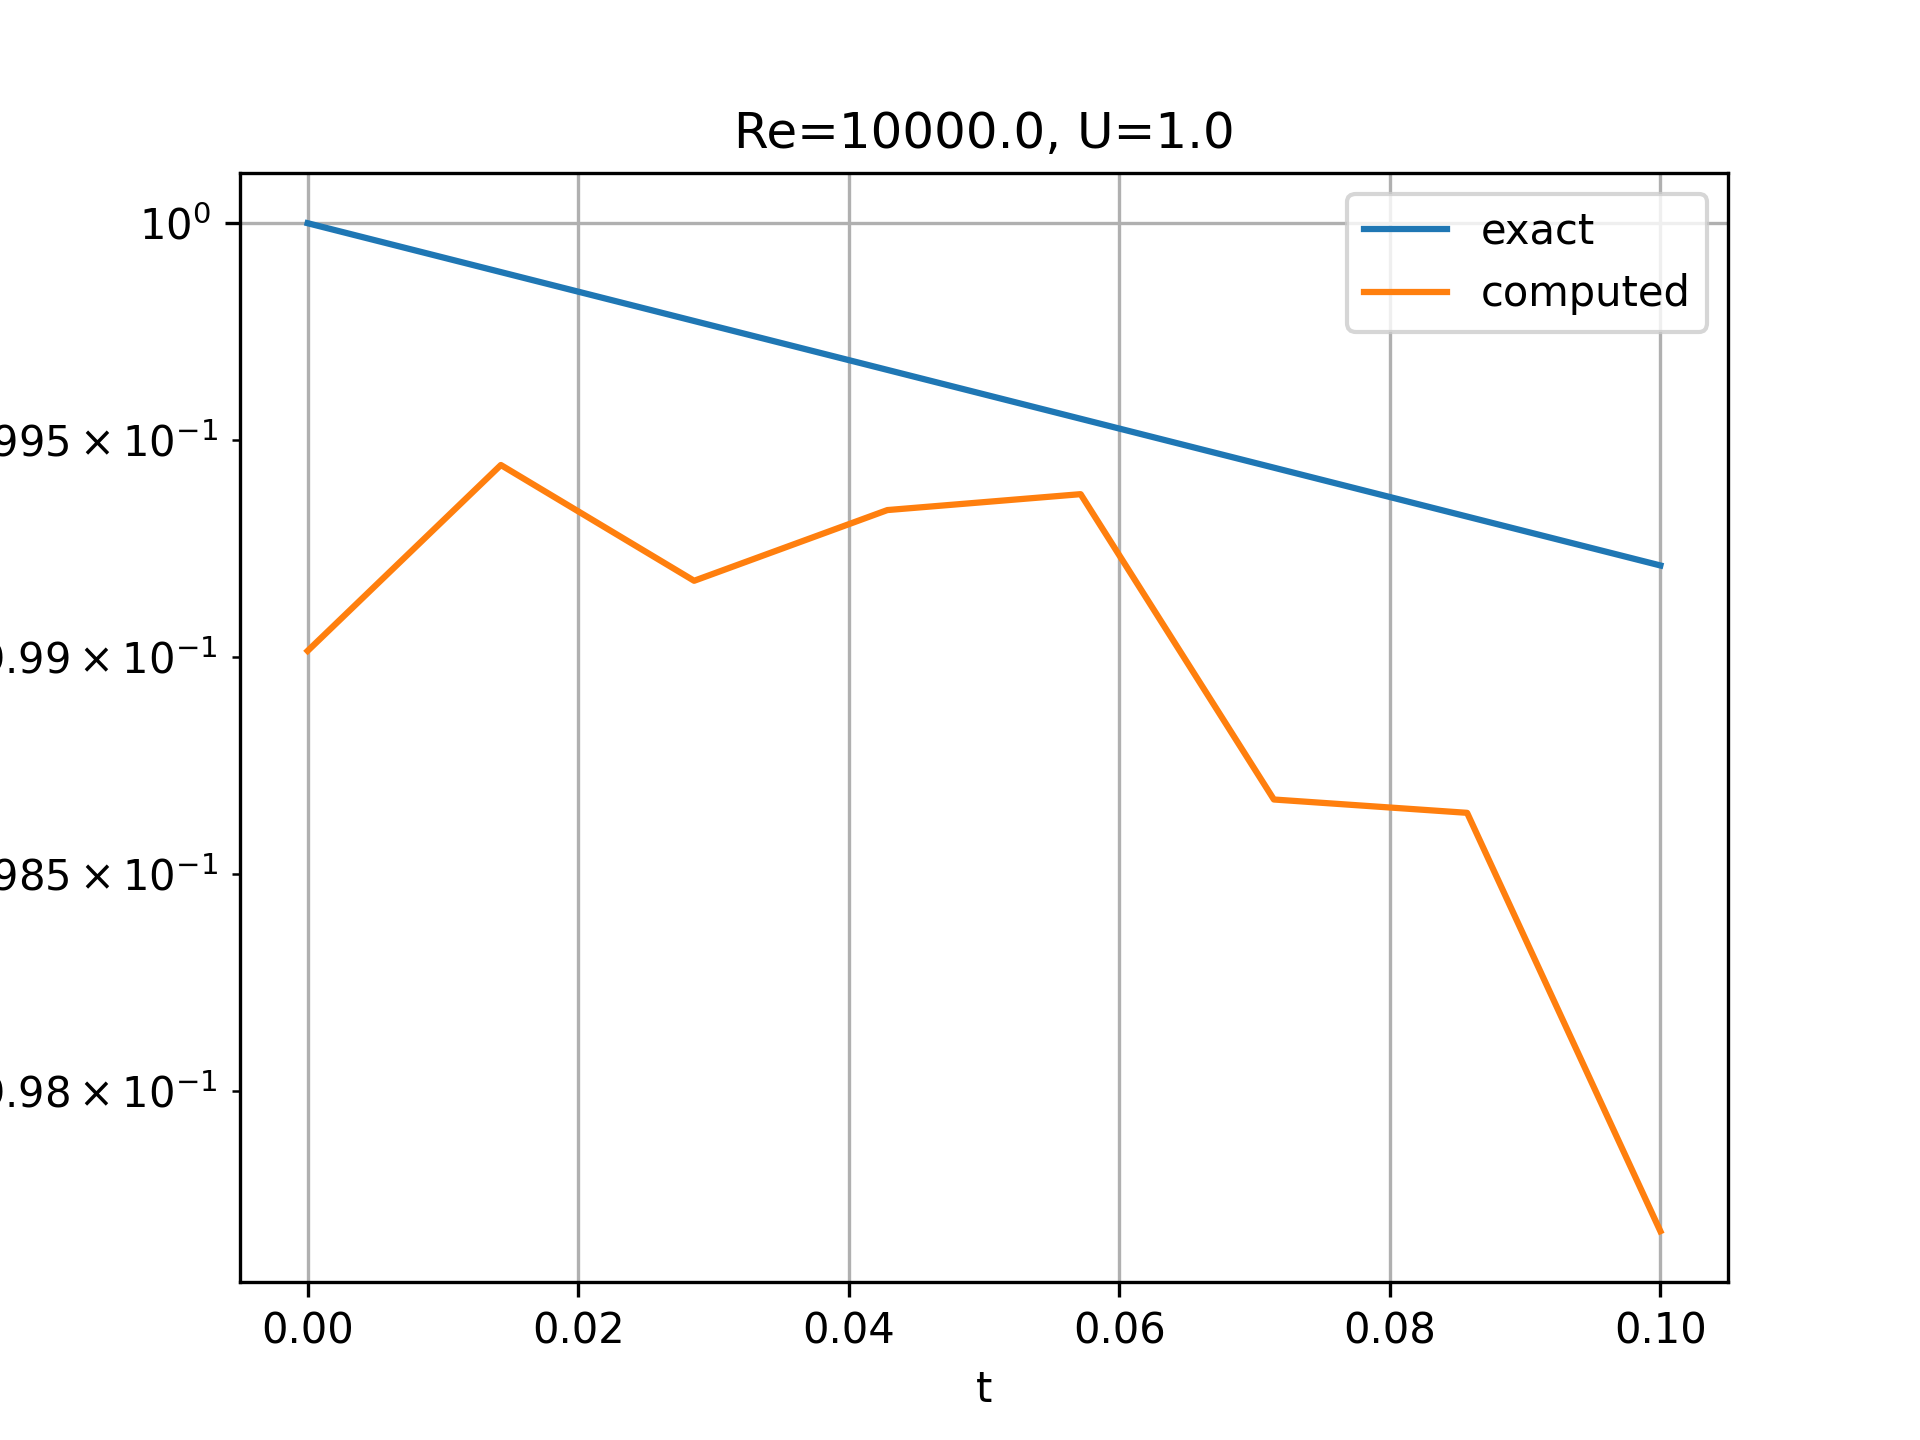 Re=10000.0, U=1.0
10⁰
exact
computed
995 × 10⁻¹
.99 × 10⁻¹
985 × 10⁻¹
.98 × 10⁻¹
0.00 0.02 0.04 0.06 0.08 0.10
t